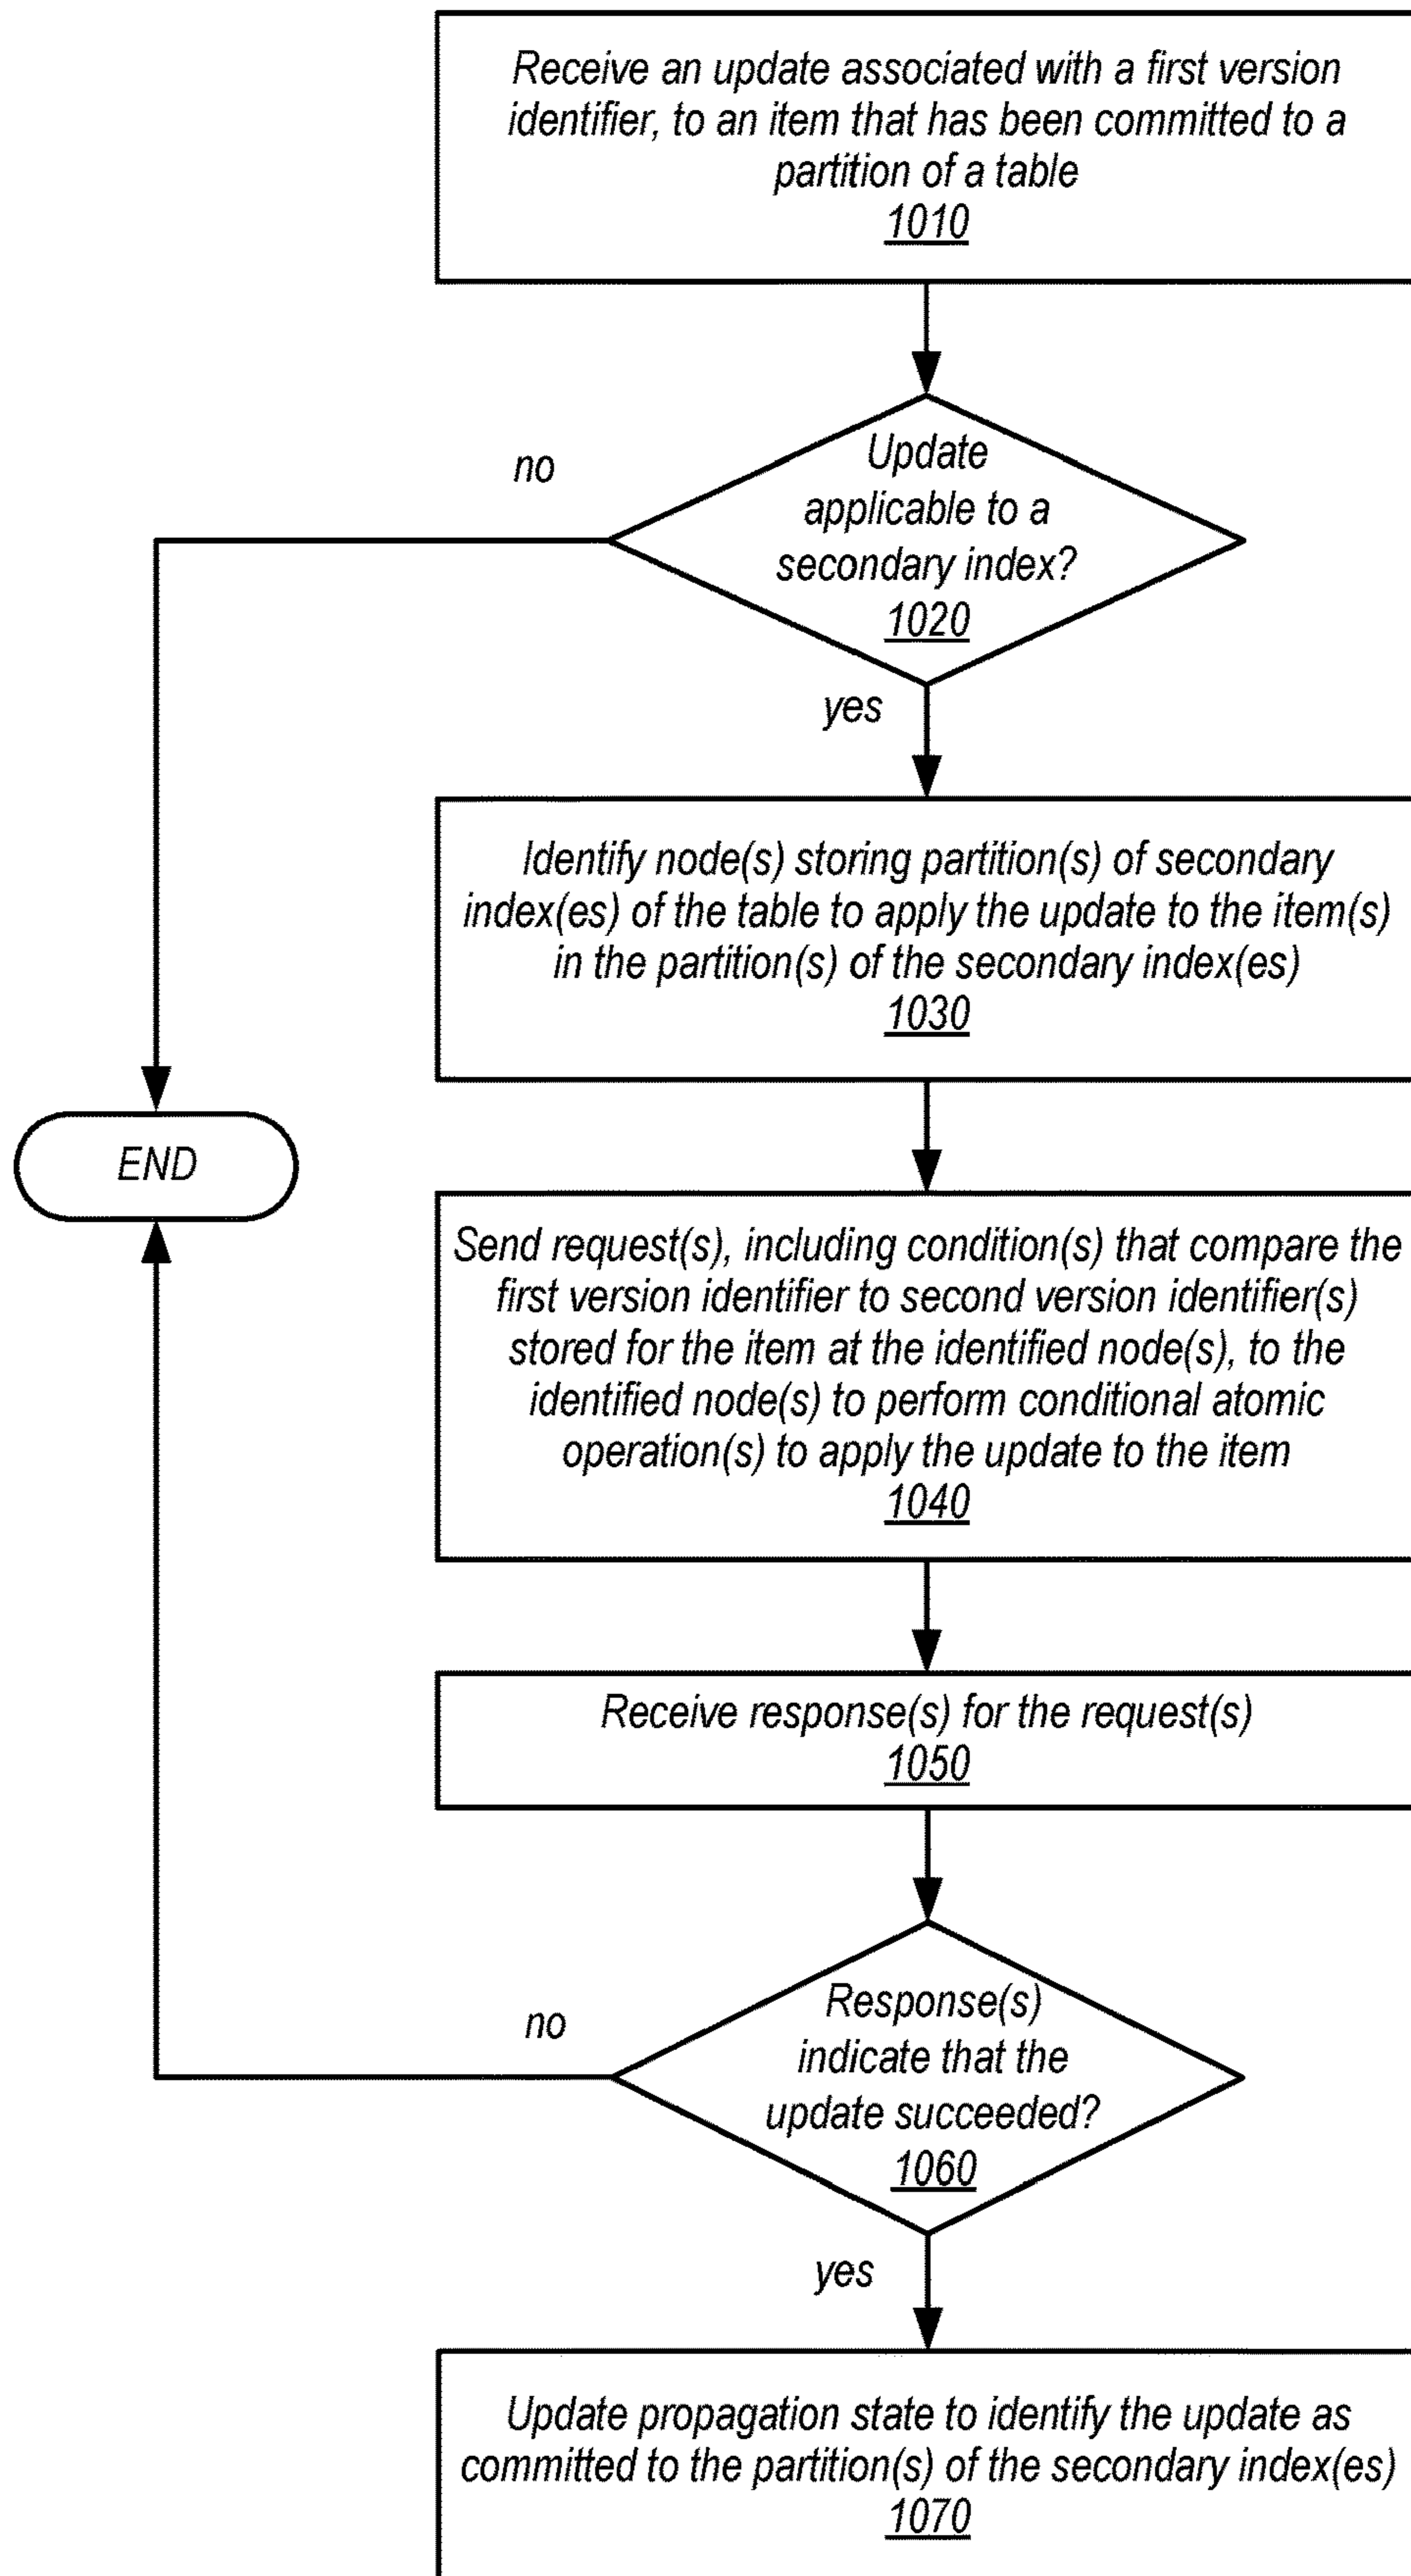 Receive an update associated with a first version
identifier, to an item that has been committed to a
partition of a table
1010
no
Update
applicable to a
secondary index?
1020
yes
Identify node(s) storing partition(s) of secondary
index(es) of the table to apply the update to the item(s)
in the partition(s) of the secondary index(es)
1030
END
Send request(s), including condition(s) that compare the
first version identifier to second version identifier(s)
stored for the item at the identified node(s), to the
identified node(s) to perform conditional atomic
operation(s) to apply the update to the item
1040
Receive response(s) for the request(s)
1050
no
Response(s)
indicate that the
update succeeded?
1060
yes
Update propagation state to identify the update as
committed to the partition(s) of the secondary index(es)
1070